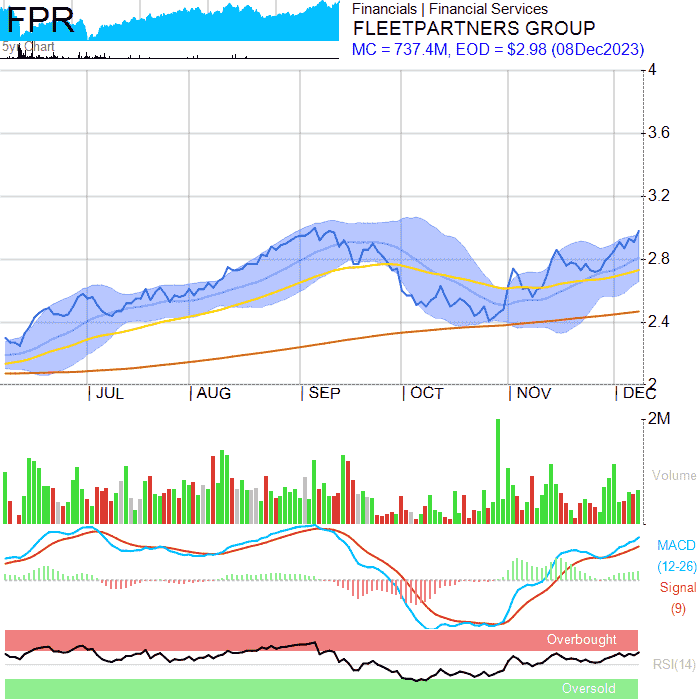 FPR
5yr Chart
Financials | Financial Services
FLEETPARTNERS GROUP
MC = 737.4M, EOD = $2.98 (08Dec2023)
4
3.6
3.2
2.8
2.4
2
JUL AUG SEP OCT NOV DEC
2M
Volume
MACD
(12-26)
Signal
(9)
Overbought
RSI(14)
Oversold